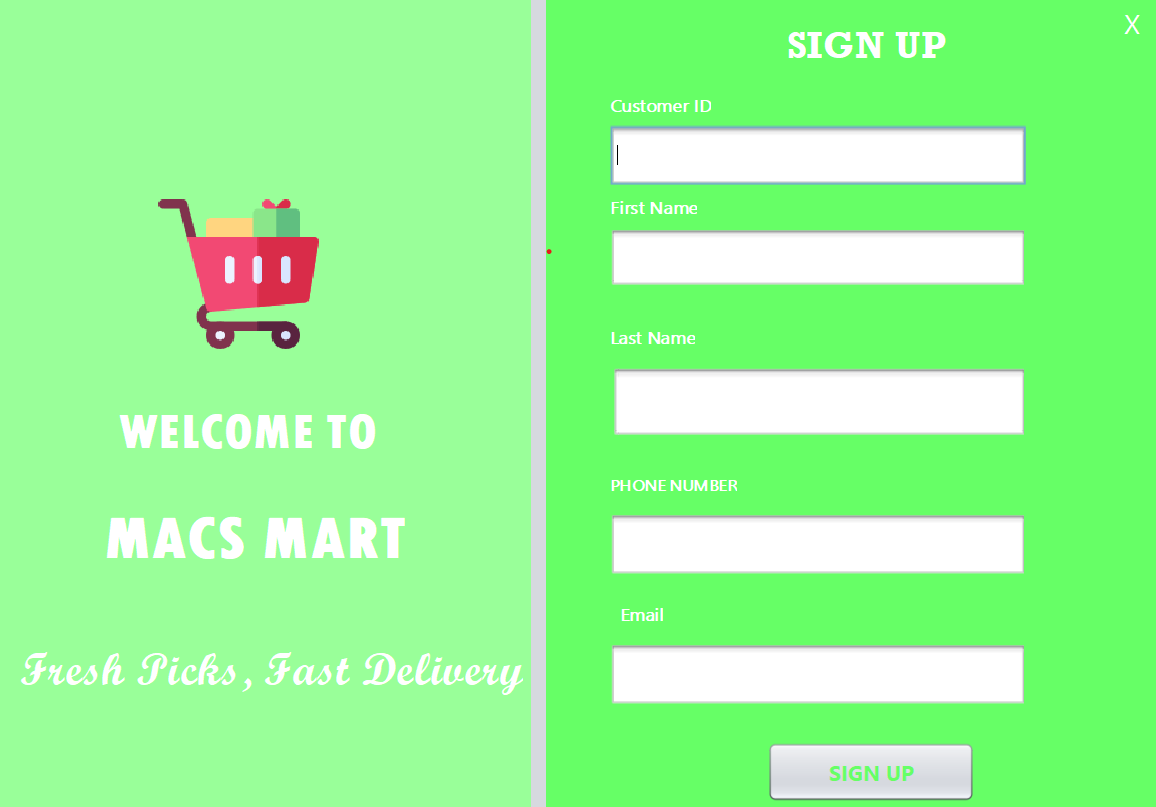 WELCOME TO
MACS MART
Fresh Picks, Fast Delivery
X
SIGN UP
Customer ID
First Name
Last Name
PHONE NUMBER
Email
SIGN UP